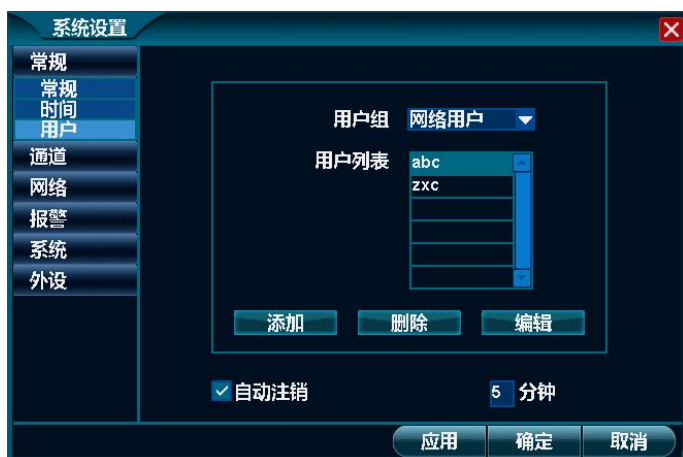 系统设置
常规
常规
时间
用户
通道
网络
报警
系统
外设
用户组 网络用户
用户列表 abc
zxc
添加 删除 编辑
自动注销 5 分钟
应用 确定 取消